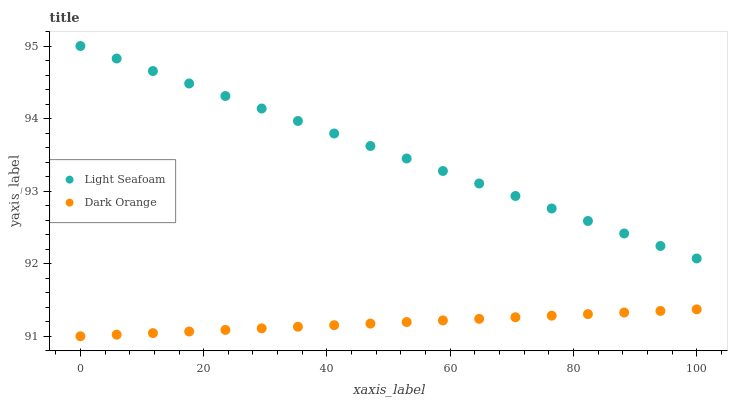 title
95
94
93
92
91
yaxis_label
Light Seafoam
Dark Orange
0
20
40
60
80
100
xaxis_label